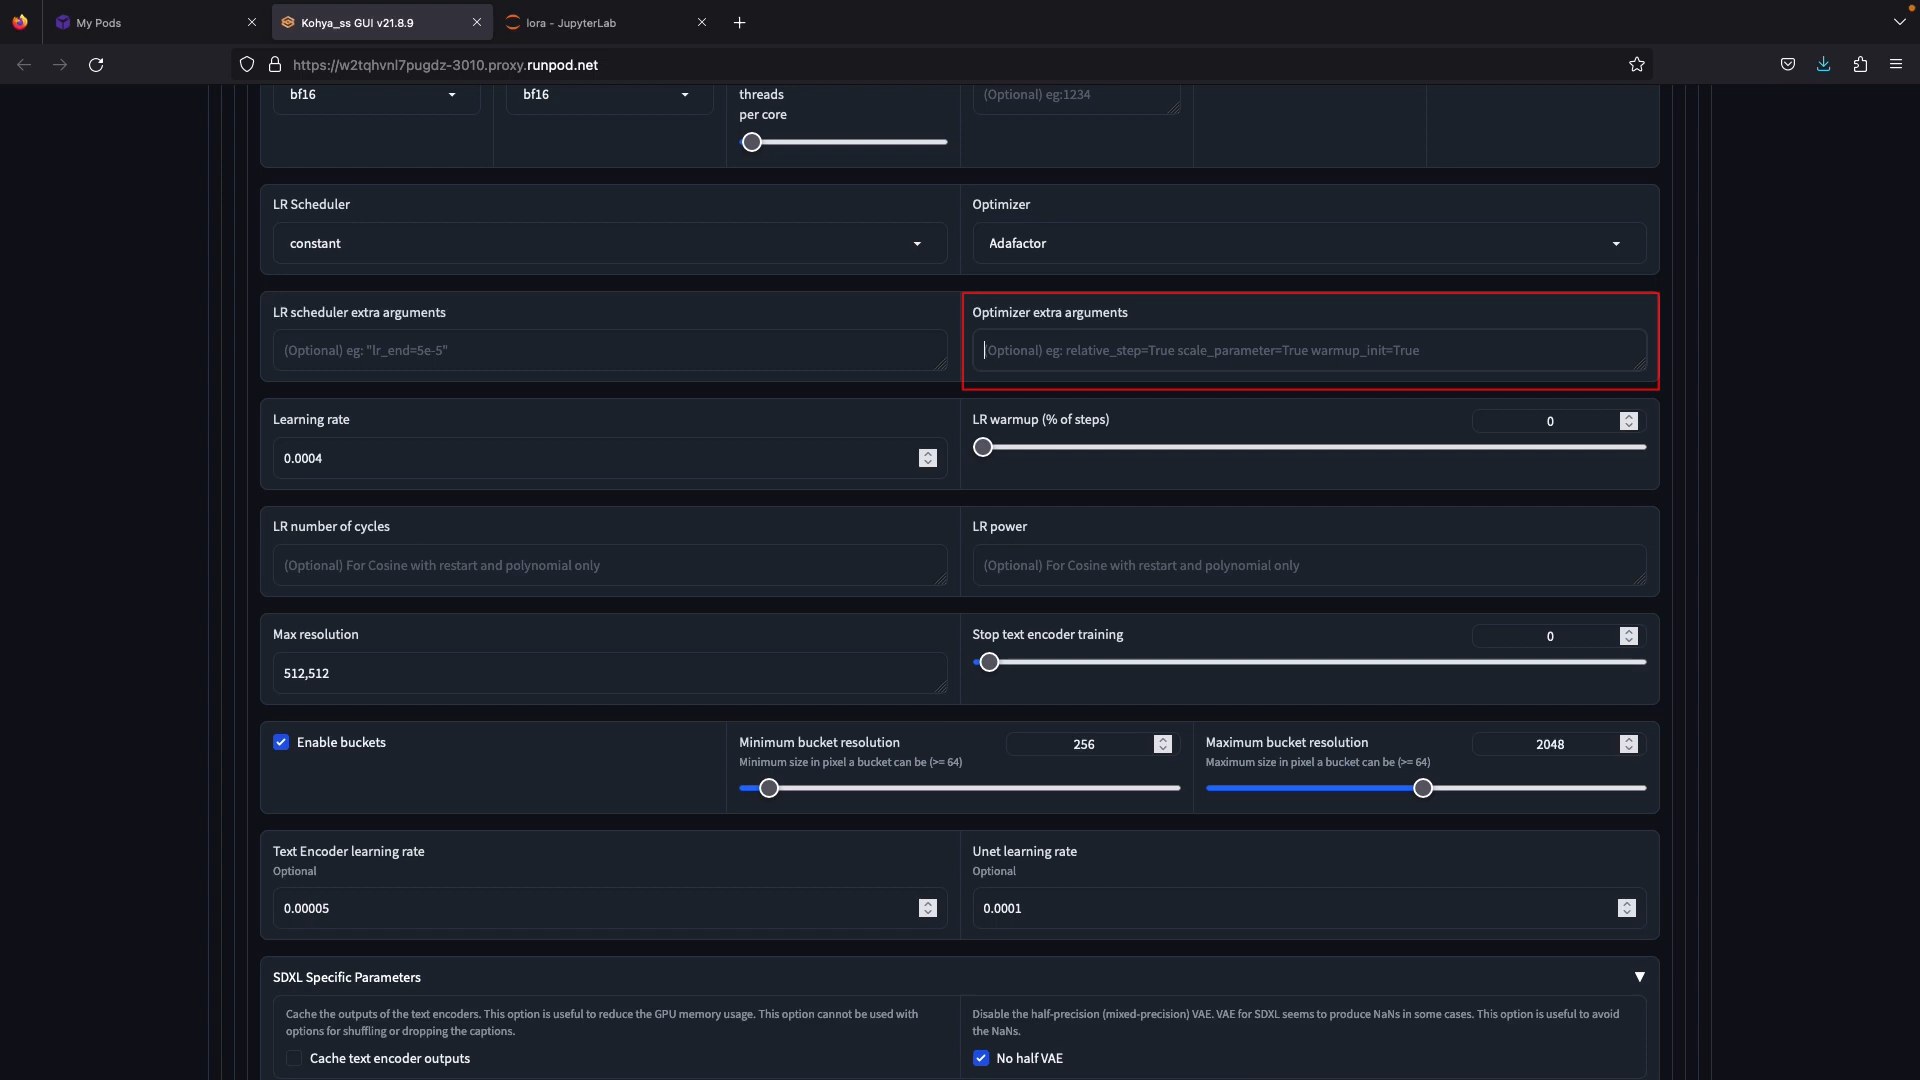 My Pods
Kohya_ss GUI v21.8.9
lora - JupyterLab
https://w2tqhvnl7pugdz-3010.proxy.runpod.net
bf16
bf16
threads
per core
(Optional) eg:1234
LR Scheduler
constant
Optimizer
Adafactor
LR scheduler extra arguments
(Optional) eg: "lr_end=5e-5"
Optimizer extra arguments
(Optional) eg: relative_step=True scale_parameter=True warmup_init=True
Learning rate
0.0004
LR warmup (% of steps)
0
LR number of cycles
(Optional) For Cosine with restart and polynomial only
LR power
(Optional) For Cosine with restart and polynomial only
Max resolution
512,512
Stop text encoder training
0
Enable buckets
Minimum bucket resolution
256
Minimum size in pixel a bucket can be (>= 64)
Maximum bucket resolution
2048
Maximum size in pixel a bucket can be (>= 64)
Text Encoder learning rate
Optional
0.00005
Unet learning rate
Optional
0.0001
SDXL Specific Parameters
Cache the outputs of the text encoders. This option is useful to reduce the GPU memory usage. This option cannot be used with
options for shuffling or dropping the captions.
Cache text encoder outputs
Disable the half-precision (mixed-precision) VAE. VAE for SDXL seems to produce NaNs in some cases. This option is useful to avoid
the NaNs.
No half VAE